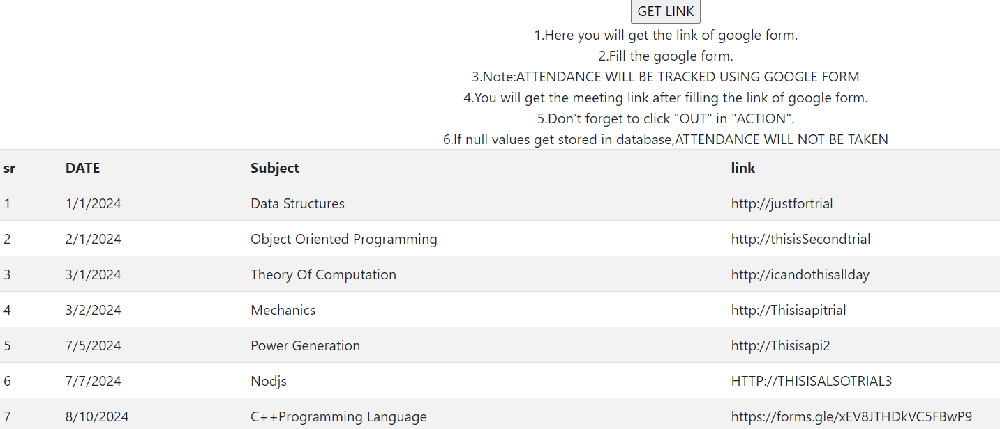 GET LINK
1.Here you will get the link of google form.
2.Fill the google form.
3.Note:ATTENDANCE WILL BE TRACKED USING GOOGLE FORM
4.You will get the meeting link after filling the link of google form.
5.Don't forget to click "OUT" in "ACTION".
6.If null values get stored in database,ATTENDANCE WILL NOT BE TAKEN
sr DATE Subject link
1 1/1/2024 Data Structures http://justfortrial
2 2/1/2024 Object Oriented Programming http://thisisSecondtrial
3 3/1/2024 Theory Of Computation http://icandothisallday
4 3/2/2024 Mechanics http://Thisisapitrial
5 7/5/2024 Power Generation http://Thisisapi2
6 7/7/2024 Nodjs HTTP://THISISALSOTRIAL3
7 8/10/2024 C++Programming Language https://forms.gle/xEV8JTHDkVC5FBwP9